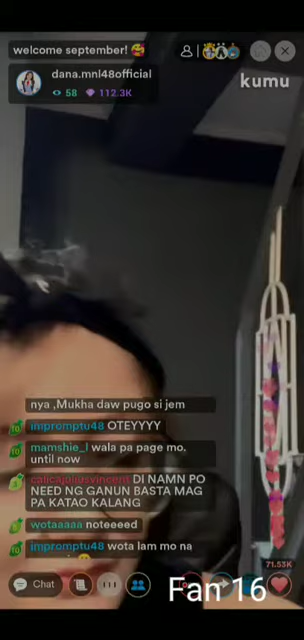 welcome september! 🥰
dana.mnl48official
58 112.3K
kumu
nya ,Mukha daw pugo si jem
impromptu48 OTEYYYY
mamshie_l wala pa page mo.
until now
DI NAMN PO
NEED NG GANUN BASTA MAG
PA KATAO KALANG
wotaaaaa noteeeed
impromptu48 wota lam mo na
71.53K
Chat
Fan 16